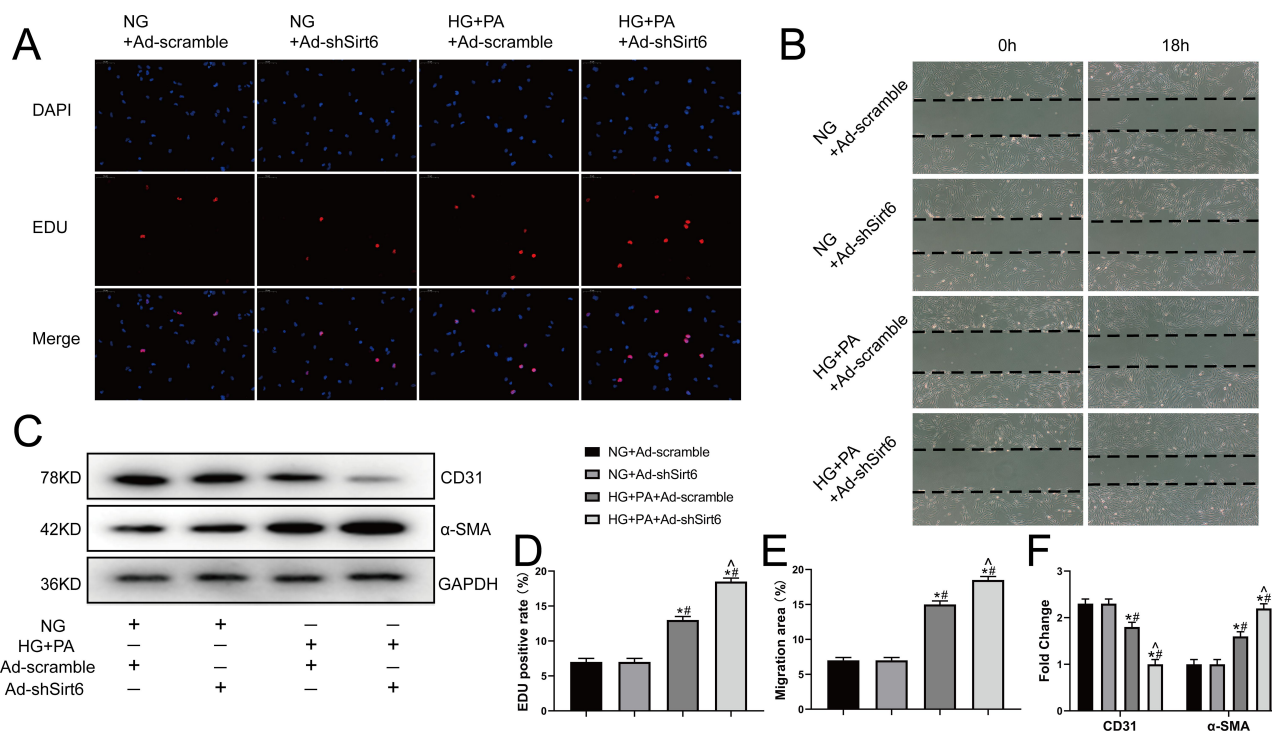 A
NG
+Ad-scramble
NG
+Ad-shSirt6
HG+PA
+Ad-scramble
HG+PA
+Ad-shSirt6
DAPI
EDU
Merge
B
0h
18h
NG
+Ad-scramble
NG
+Ad-shSirt6
HG+PA
+Ad-scramble
HG+PA
+Ad-shSirt6
C
78KD
CD31
42KD
α-SMA
36KD
GAPDH
NG + + − −
HG+PA − − + +
Ad-scramble + − + −
Ad-shSirt6 − + − +
NG+Ad-scramble
NG+Ad-shSirt6
HG+PA+Ad-scramble
HG+PA+Ad-shSirt6
D
EDU positive rate (%)
20
15
10
5
0
*#
^
*#
E
Migration area (%)
20
15
10
5
0
*#
^
*#
F
Fold Change
3
2
1
0
*#
^
*#
*#
^
*#
CD31
α-SMA